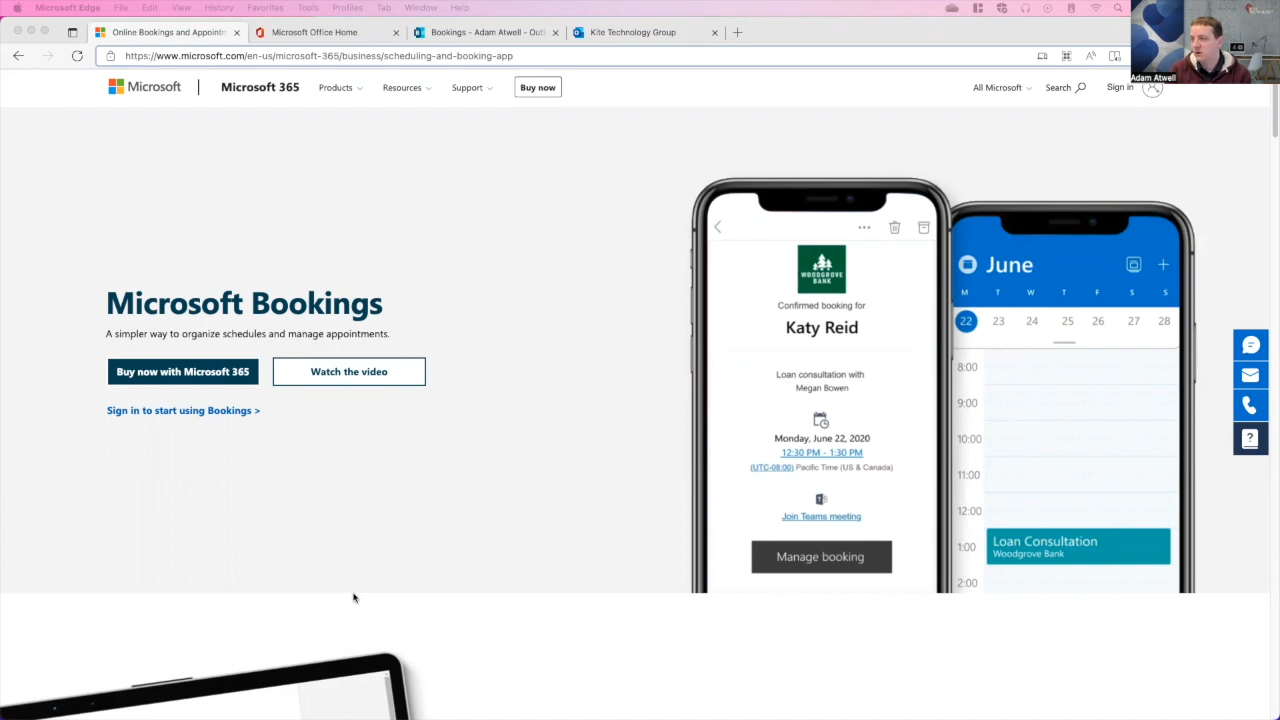 Microsoft Edge File Edit View History Favorites Tools Profiles Tab Window Help
Online Bookings and Appointm
Microsoft Office Home
Bookings - Adam Atwell - Outl
Kite Technology Group
https://www.microsoft.com/en-us/microsoft-365/business/scheduling-and-booking-app
Adam Atwell
Microsoft
Microsoft 365
Products
Resources
Support
Buy now
All Microsoft
Search
Sign in
Microsoft Bookings
A simpler way to organize schedules and manage appointments.
Buy now with Microsoft 365
Watch the video
Sign in to start using Bookings >
WOODGROVE
BANK
Confirmed booking for
Katy Reid
Loan consultation with
Megan Bowen
Monday, June 22, 2020
12:30 PM - 1:30 PM
(UTC-08:00) Pacific Time (US & Canada)
Join Teams meeting
Manage booking
June
M T W T F S S
22 23 24 25 26 27 28
8:00
9:00
10:00
11:00
12:00
1:00
Loan Consultation
Woodgrove Bank
2:00